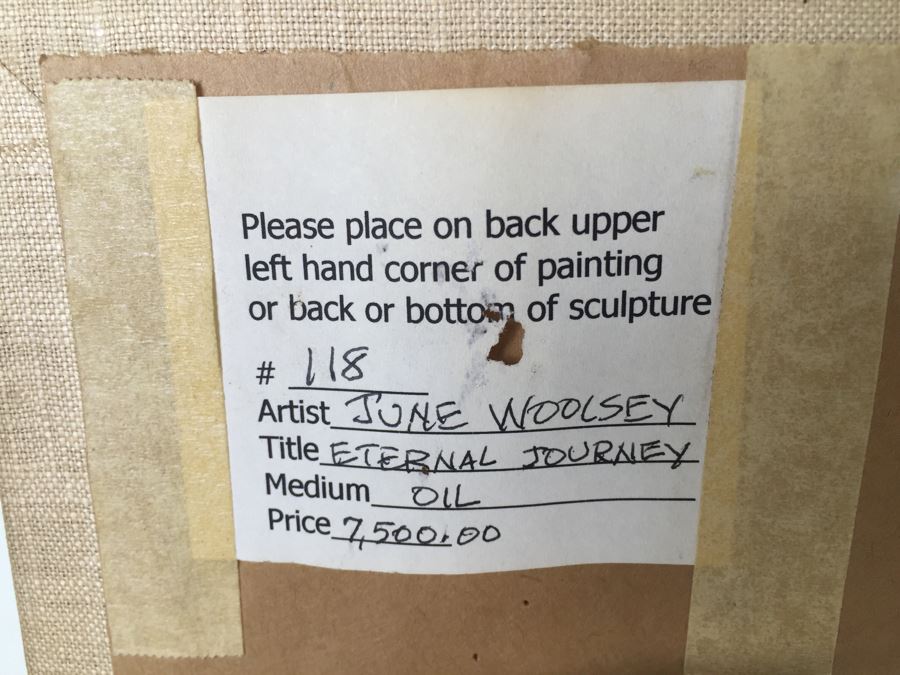 Please place on back upper
left hand corner of painting
or back or bottom of sculpture
# 118
Artist JUNE WOOLSEY
Title ETERNAL JOURNEY
Medium OIL
Price 7,500.00